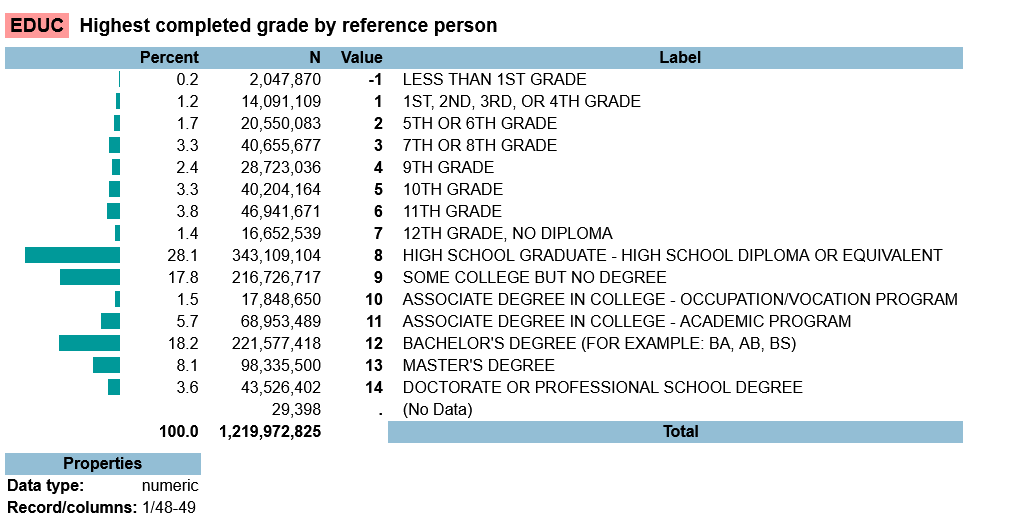 EDUC Highest completed grade by reference person
Percent N Value Label
0.2 2,047,870 -1 LESS THAN 1ST GRADE
1.2 14,091,109 1 1ST, 2ND, 3RD, OR 4TH GRADE
1.7 20,550,083 2 5TH OR 6TH GRADE
3.3 40,655,677 3 7TH OR 8TH GRADE
2.4 28,723,036 4 9TH GRADE
3.3 40,204,164 5 10TH GRADE
3.8 46,941,671 6 11TH GRADE
1.4 16,652,539 7 12TH GRADE, NO DIPLOMA
28.1 343,109,104 8 HIGH SCHOOL GRADUATE - HIGH SCHOOL DIPLOMA OR EQUIVALENT
17.8 216,726,717 9 SOME COLLEGE BUT NO DEGREE
1.5 17,848,650 10 ASSOCIATE DEGREE IN COLLEGE - OCCUPATION/VOCATION PROGRAM
5.7 68,953,489 11 ASSOCIATE DEGREE IN COLLEGE - ACADEMIC PROGRAM
18.2 221,577,418 12 BACHELOR'S DEGREE (FOR EXAMPLE: BA, AB, BS)
8.1 98,335,500 13 MASTER'S DEGREE
3.6 43,526,402 14 DOCTORATE OR PROFESSIONAL SCHOOL DEGREE
29,398 . (No Data)
100.0 1,219,972,825 Total
Properties
Data type: numeric
Record/columns: 1/48-49